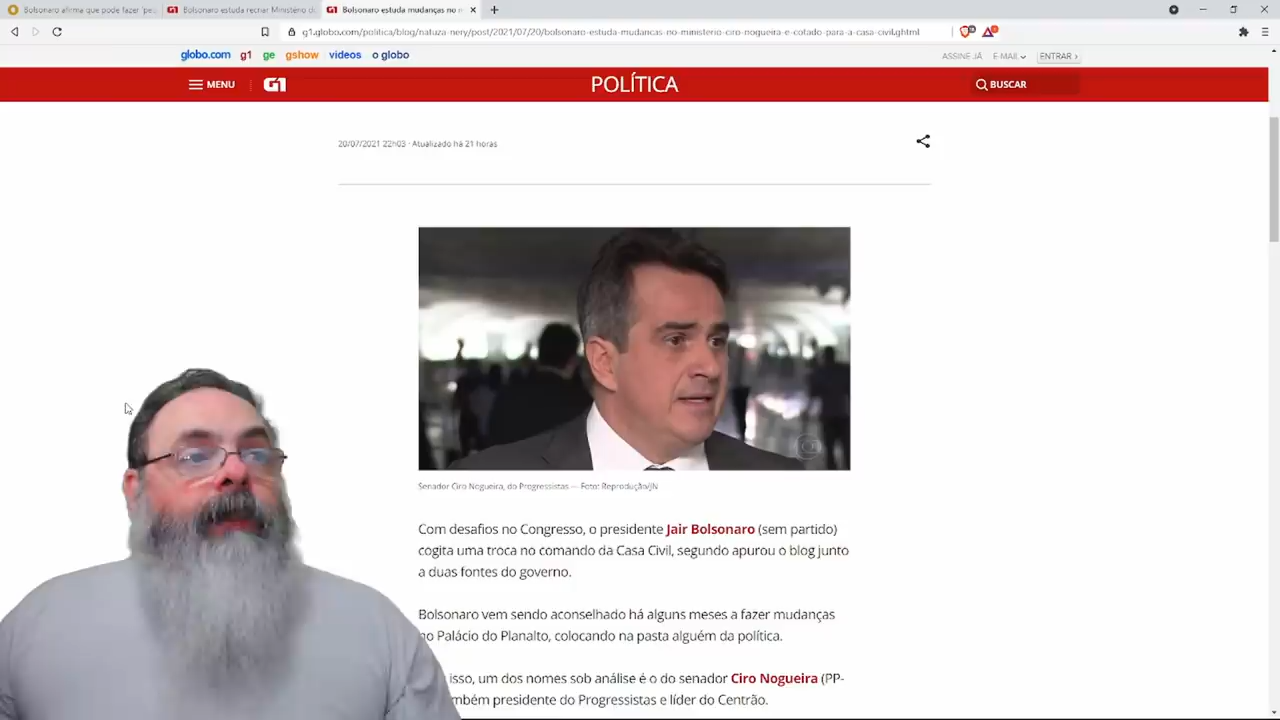 Bolsonaro afirma que pode fazer 'pe
Bolsonaro estuda recriar Ministério do
Bolsonaro estuda mudanças no m
g1.globo.com/politica/blog/natuza-nery/post/2021/07/20/bolsonaro-estuda-mudancas-no-ministerio-ciro-nogueira-e-cotado-para-a-casa-civil.ghtml
globo.com g1 ge gshow vídeos o globo
ASSINE JÁ E-MAIL ENTRAR ›
MENU G1 POLÍTICA BUSCAR
20/07/2021 22h03 · Atualizado há 21 horas
Senador Ciro Nogueira, do Progressistas — Foto: Reprodução/JN
Com desafios no Congresso, o presidente Jair Bolsonaro (sem partido)
cogita uma troca no comando da Casa Civil, segundo apurou o blog junto
a duas fontes do governo.
Bolsonaro vem sendo aconselhado há alguns meses a fazer mudanças
no Palácio do Planalto, colocando na pasta alguém da política.
isso, um dos nomes sob análise é o do senador Ciro Nogueira (PP-
mbém presidente do Progressistas e líder do Centrão.